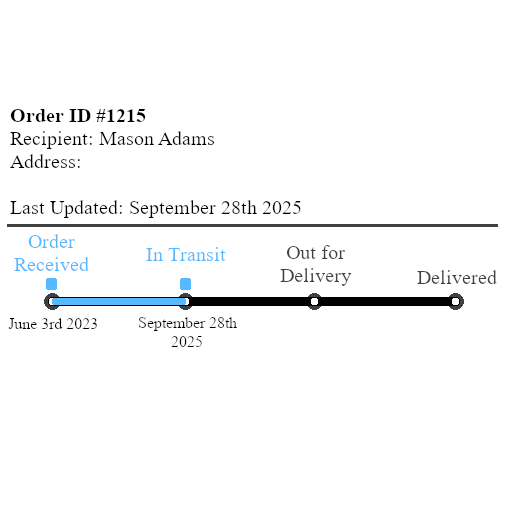 Order ID #1215
Recipient: Mason Adams
Address:
Last Updated: September 28th 2025
Order
Received
In Transit
Out for
Delivery
Delivered
June 3rd 2023
September 28th
2025